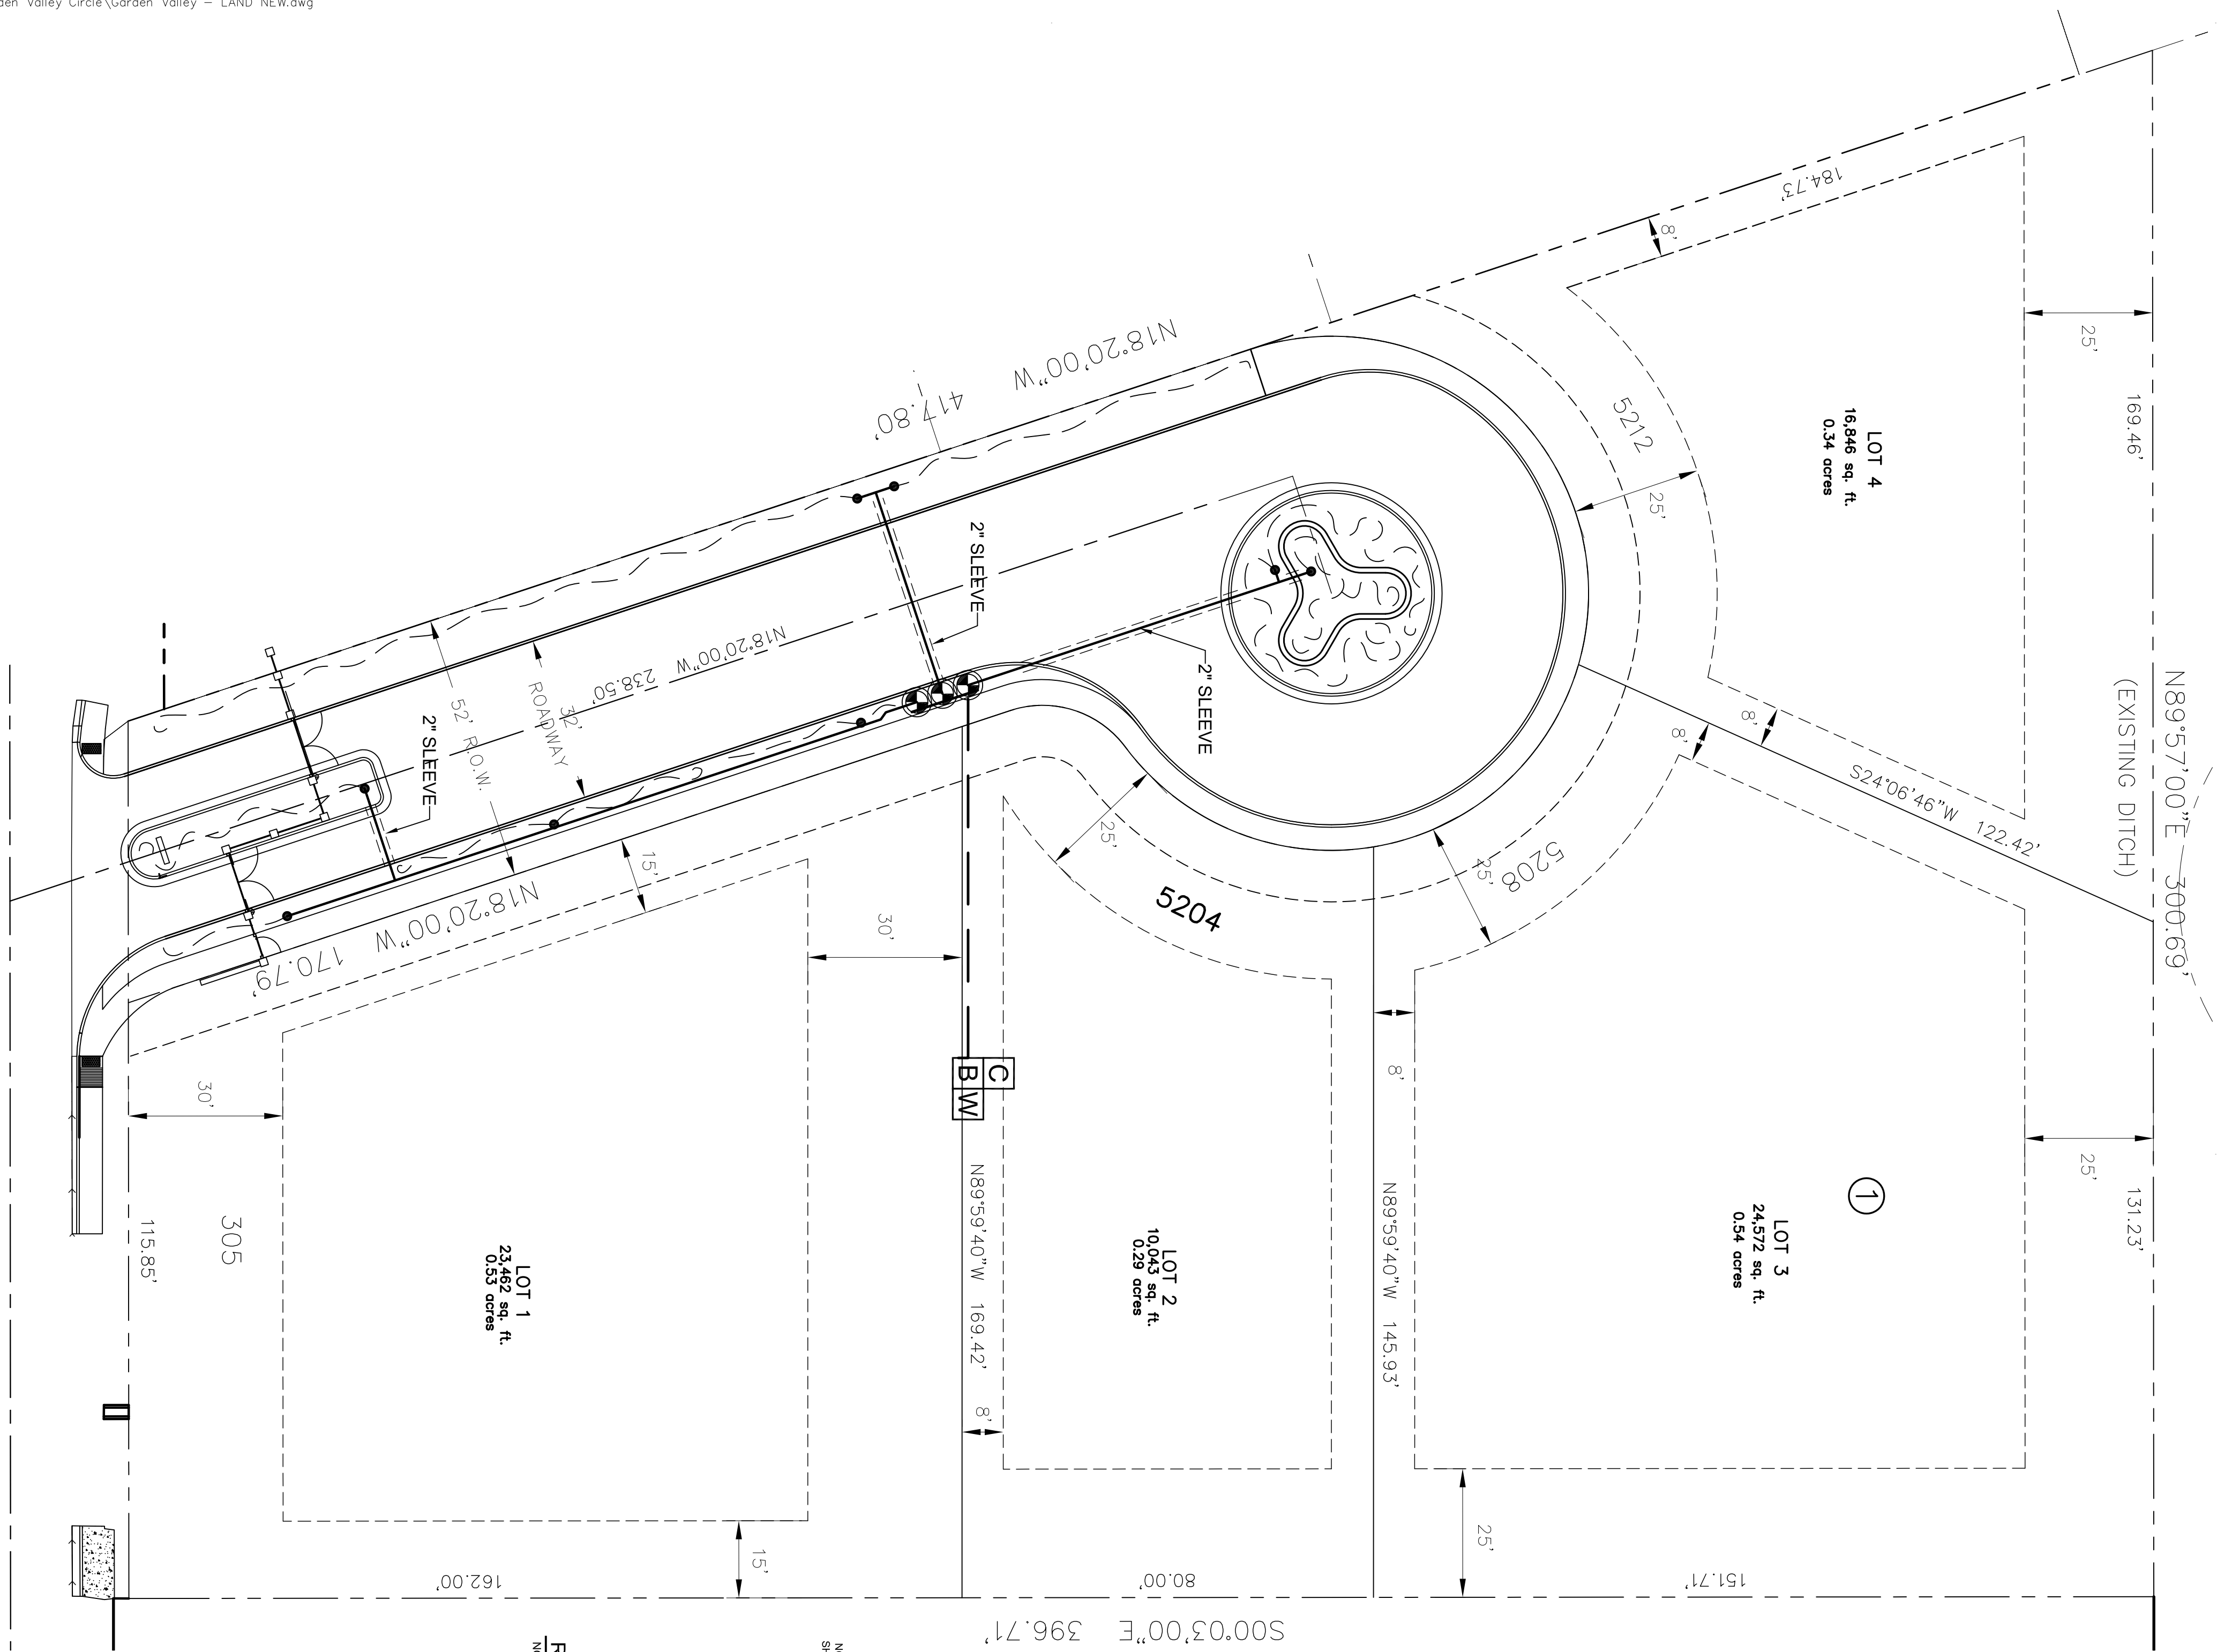 den Valley Circle\Garden Valley - LAND NEW.dwg
184.73'
8'
25'
169.46'
LOT 4
16,846 sq. ft.
0.34 acres
5212
25'
N18°20'00"W 417.80'
2" SLEEVE
N18°20'00"W 238.50'
2" SLEEVE
32'
ROADWAY
52' R.O.W.
2" SLEEVE
N89°57'00"E 300.69'
(EXISTING DITCH)
8'
8'
S24°06'46"W 122.42'
5208
25'
25'
5204
15'
N18°20'00"W 170.79'
30'
30'
8'
C
B
W
25'
131.23'
1
LOT 3
24,572 sq. ft.
0.54 acres
N89°59'40"W 145.93'
LOT 2
10,043 sq. ft.
0.29 acres
N89°59'40"W 169.42'
8'
LOT 1
23,462 sq. ft.
0.53 acres
305
115.85'
15'
25'
162.00'
80.00'
151.71'
S00°03'00"E 396.71'